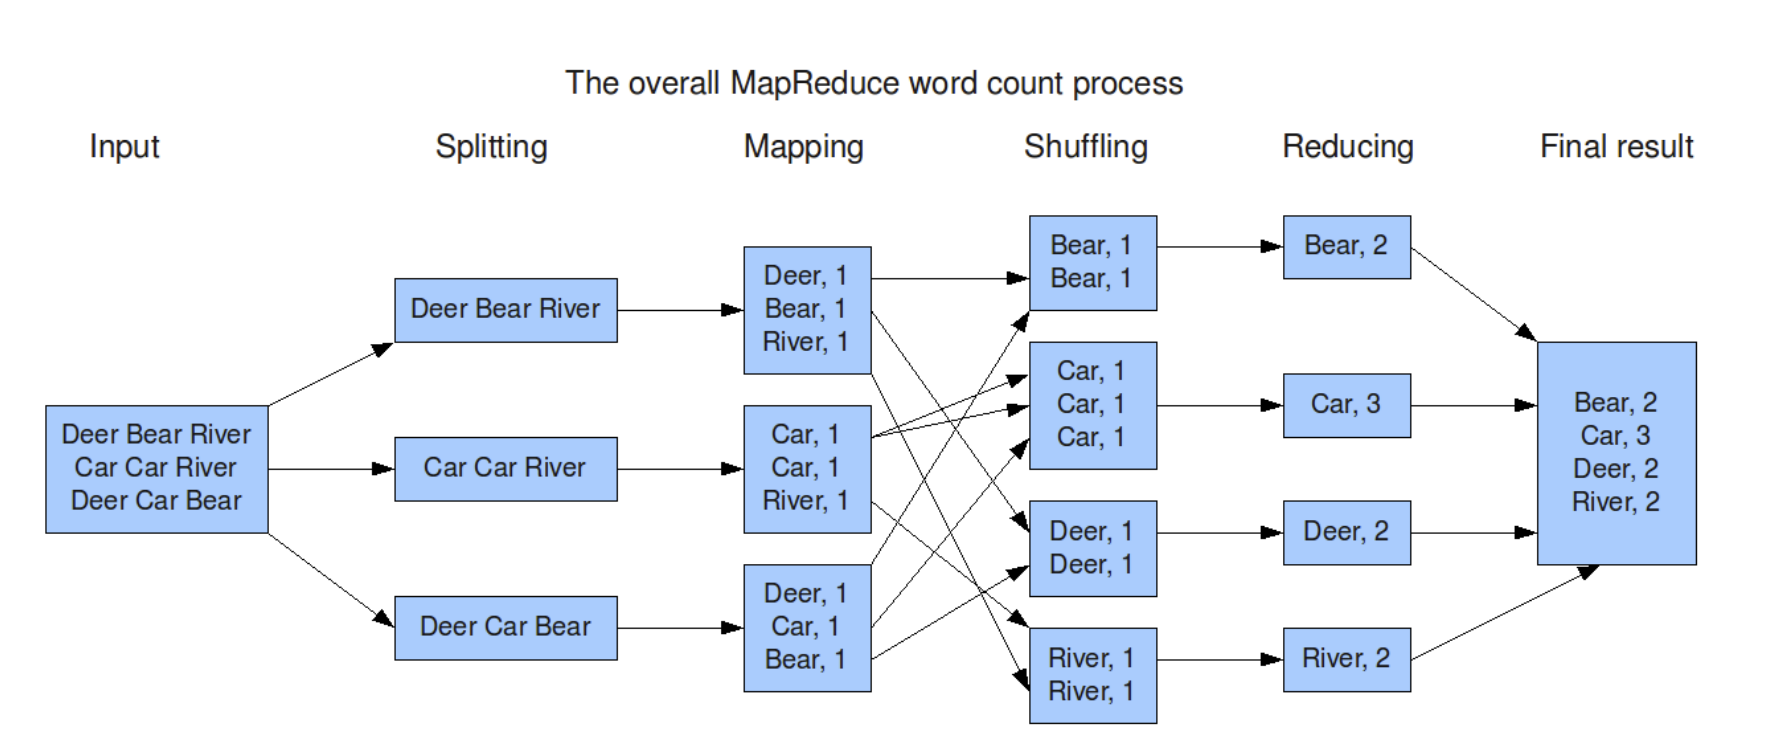 The overall MapReduce word count process
Input
Splitting
Mapping
Shuffling
Reducing
Final result
Deer Bear River
Car Car River
Deer Car Bear
Deer Bear River
Car Car River
Deer Car Bear
Deer, 1
Bear, 1
River, 1
Car, 1
Car, 1
River, 1
Deer, 1
Car, 1
Bear, 1
Bear, 1
Bear, 1
Car, 1
Car, 1
Car, 1
Deer, 1
Deer, 1
River, 1
River, 1
Bear, 2
Car, 3
Deer, 2
River, 2
Bear, 2
Car, 3
Deer, 2
River, 2